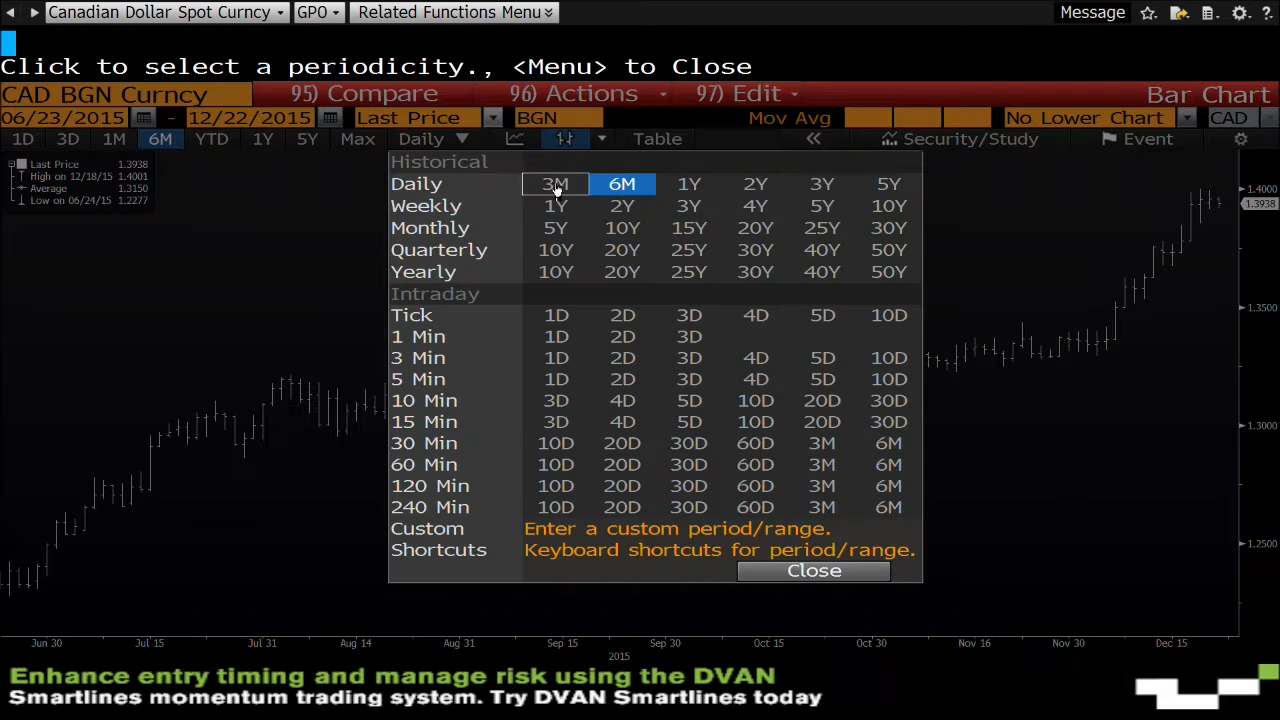 Canadian Dollar Spot Curncy GPO Related Functions Menu Message
Click to select a periodicity., <Menu> to Close
CAD BGN Curncy 95) Compare 96) Actions 97) Edit Bar Chart
06/23/2015 - 12/22/2015 Last Price BGN Mov Avg No Lower Chart CAD
1D 3D 1M 6M YTD 1Y 5Y Max Daily Table Security/Study Event
Last Price 1.3938
High on 12/18/15 1.4001
Average 1.3150
Low on 06/24/15 1.2277
Historical
Daily 3M 6M 1Y 2Y 3Y 5Y
Weekly 1Y 2Y 3Y 4Y 5Y 10Y
Monthly 5Y 10Y 15Y 20Y 25Y 30Y
Quarterly 10Y 20Y 25Y 30Y 40Y 50Y
Yearly 10Y 20Y 25Y 30Y 40Y 50Y
Intraday
Tick 1D 2D 3D 4D 5D 10D
1 Min 1D 2D 3D
3 Min 1D 2D 3D 4D 5D 10D
5 Min 1D 2D 3D 4D 5D 10D
10 Min 3D 4D 5D 10D 20D 30D
15 Min 3D 4D 5D 10D 20D 30D
30 Min 10D 20D 30D 60D 3M 6M
60 Min 10D 20D 30D 60D 3M 6M
120 Min 10D 20D 30D 60D 3M 6M
240 Min 10D 20D 30D 60D 3M 6M
Custom Enter a custom period/range.
Shortcuts Keyboard shortcuts for period/range.
Close
1.4000
1.3938
1.3500
1.3000
1.2500
Jun 30 Jul 15 Jul 31 Aug 14 Aug 31 Sep 15 Sep 30 Oct 15 Oct 30 Nov 16 Nov 30 Dec 15
2015
Enhance entry timing and manage risk using the DVAN
Smartlines momentum trading system. Try DVAN Smartlines today